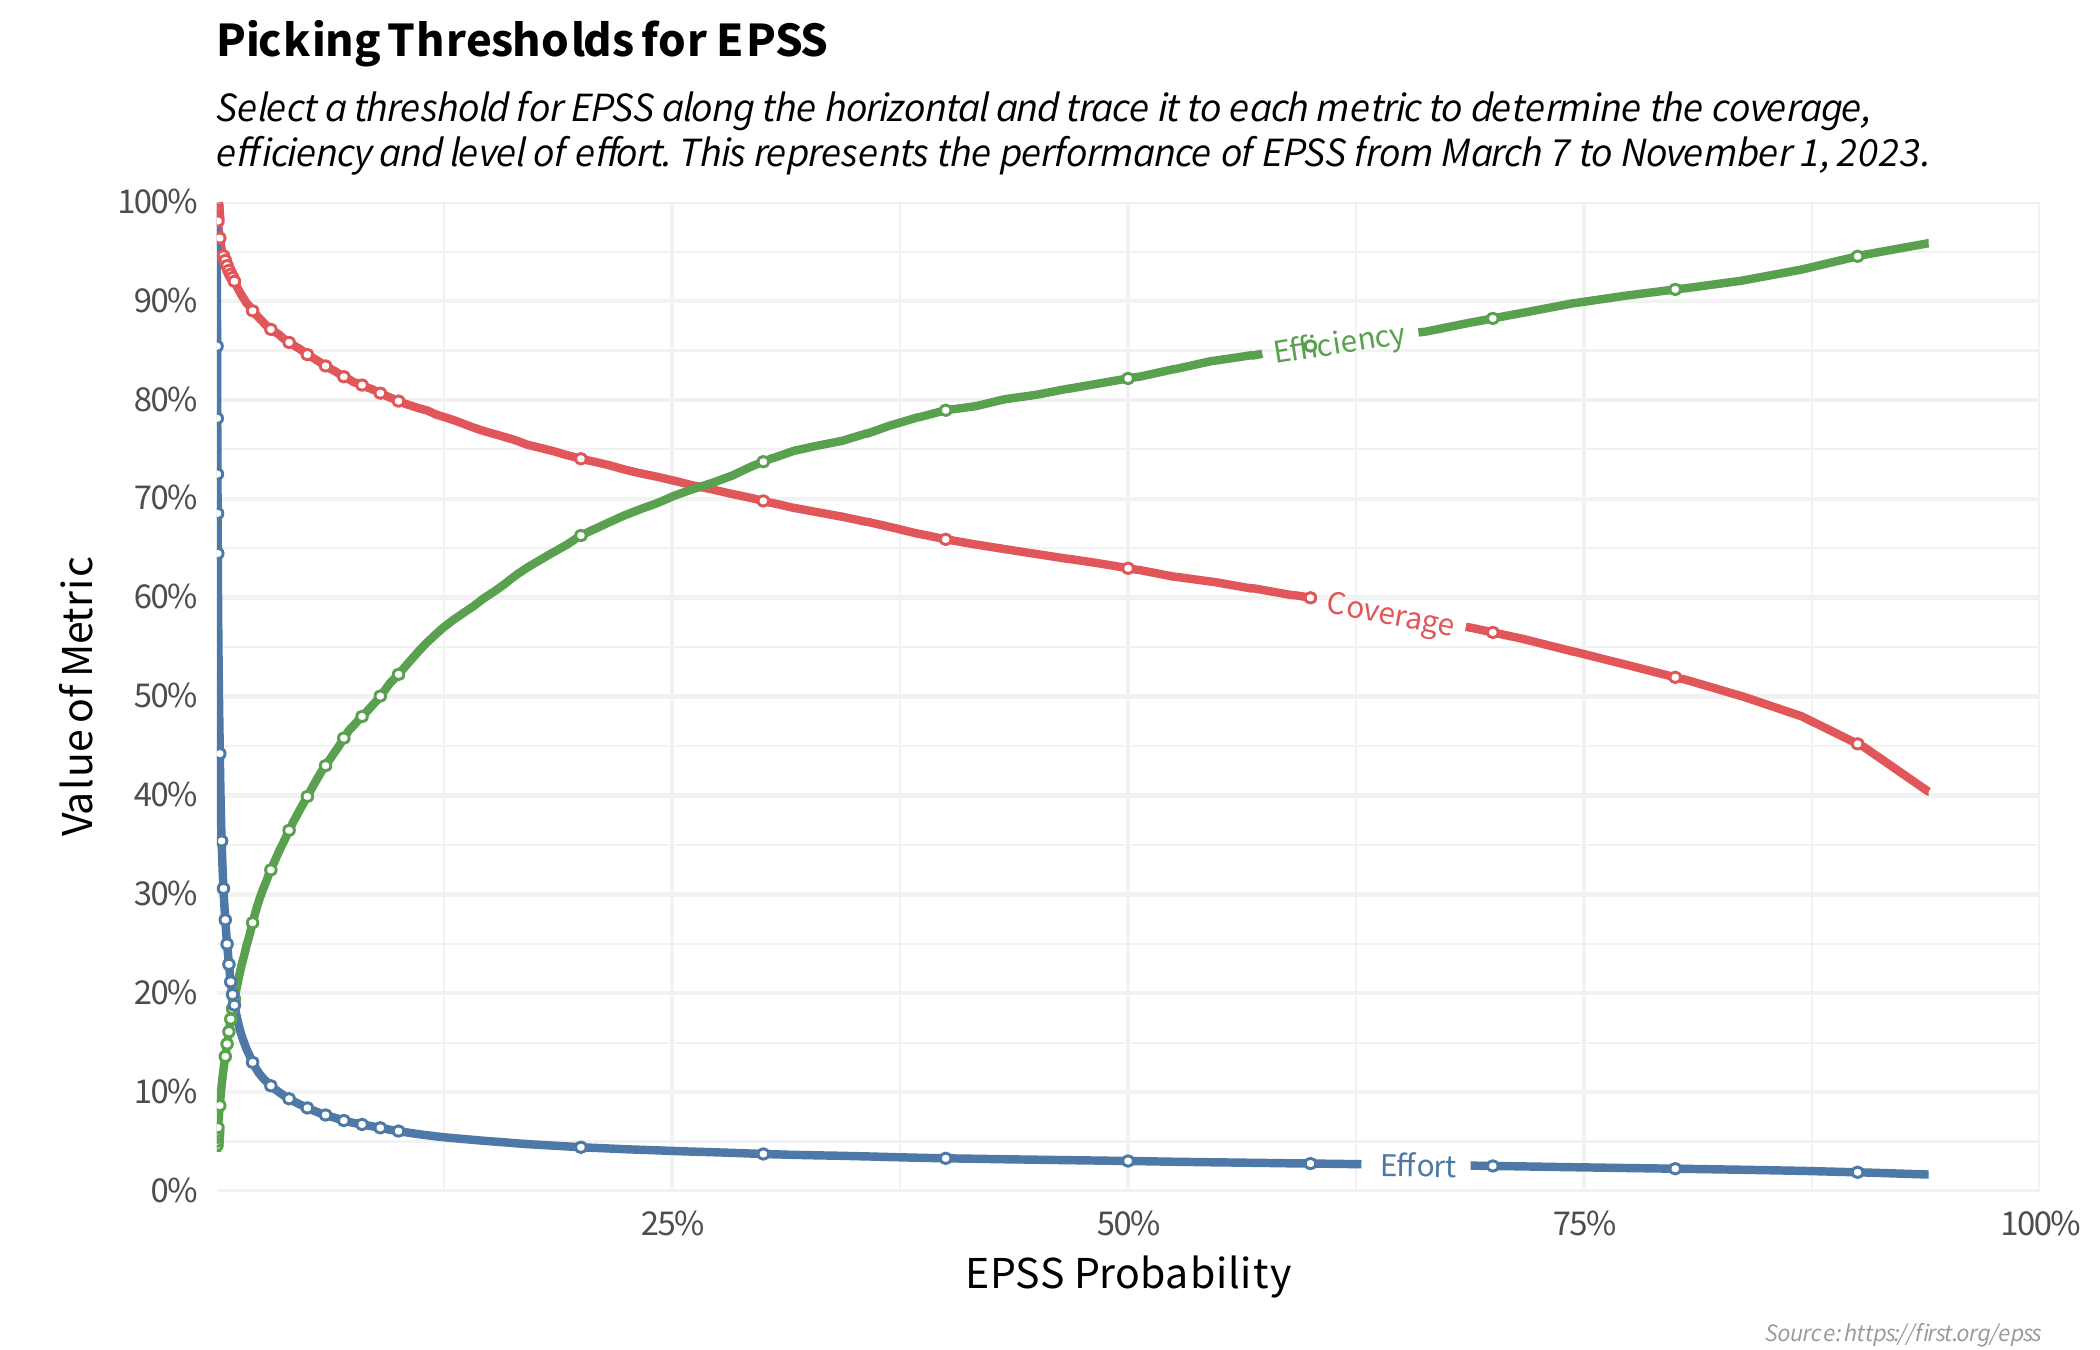 Picking Thresholds for EPSS
Select a threshold for EPSS along the horizontal and trace it to each metric to determine the coverage,
efficiency and level of effort. This represents the performance of EPSS from March 7 to November 1, 2023.
100%
90%
80%
70%
60%
50%
40%
30%
20%
10%
0%
Value of Metric
Efficiency
Coverage
Effort
25%
50%
75%
100%
EPSS Probability
Source: https://first.org/epss